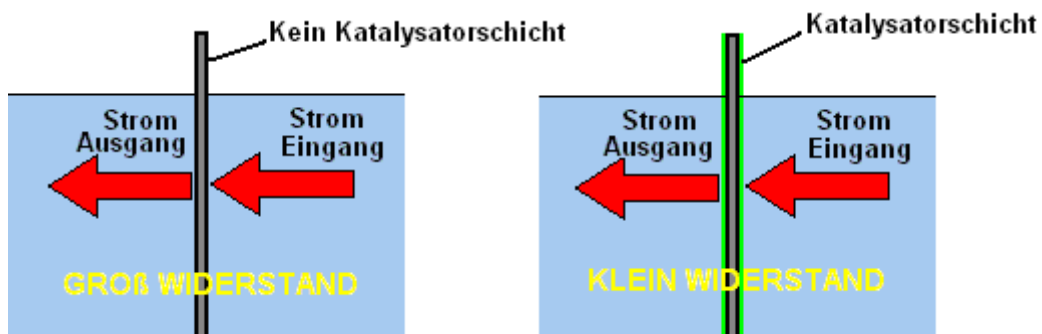 Kein Katalysatorschicht
Strom
Ausgang
Strom
Eingang
GROß WIDERSTAND
Katalysatorschicht
Strom
Ausgang
Strom
Eingang
KLEIN WIDERSTAND